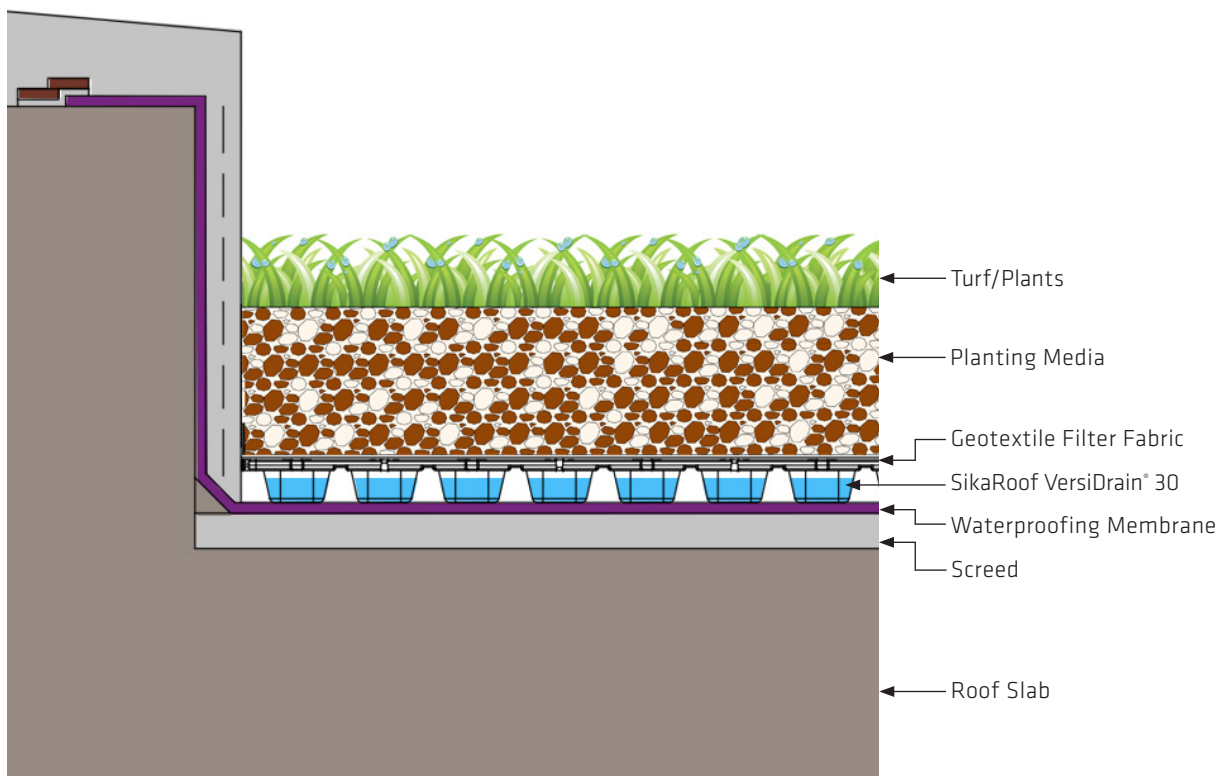 Turf/Plants
Planting Media
Geotextile Filter Fabric
SikaRoof VersiDrain® 30
Waterproofing Membrane
Screed
Roof Slab